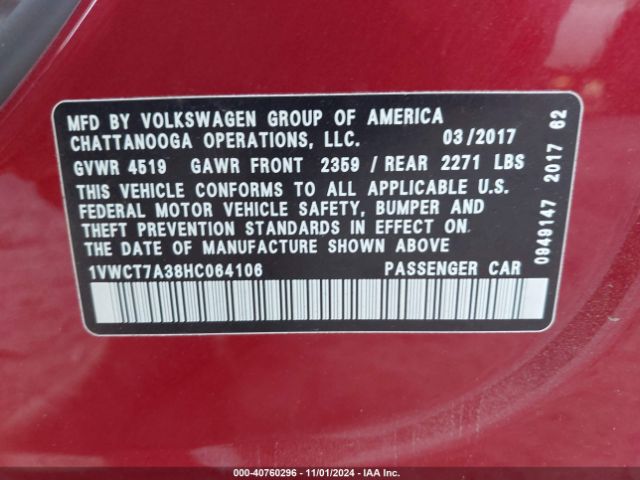 MFD BY VOLKSWAGEN GROUP OF AMERICA
CHATTANOOGA OPERATIONS, LLC. 03/2017
GVWR 4519 GAWR FRONT 2359 / REAR 2271 LBS
THIS VEHICLE CONFORMS TO ALL APPLICABLE U.S.
FEDERAL MOTOR VEHICLE SAFETY, BUMPER AND
THEFT PREVENTION STANDARDS IN EFFECT ON
THE DATE OF MANUFACTURE SHOWN ABOVE
1VWCT7A38HC064106 PASSENGER CAR
0949147 2017 62
000-40760296 - 11/01/2024 - IAA Inc.